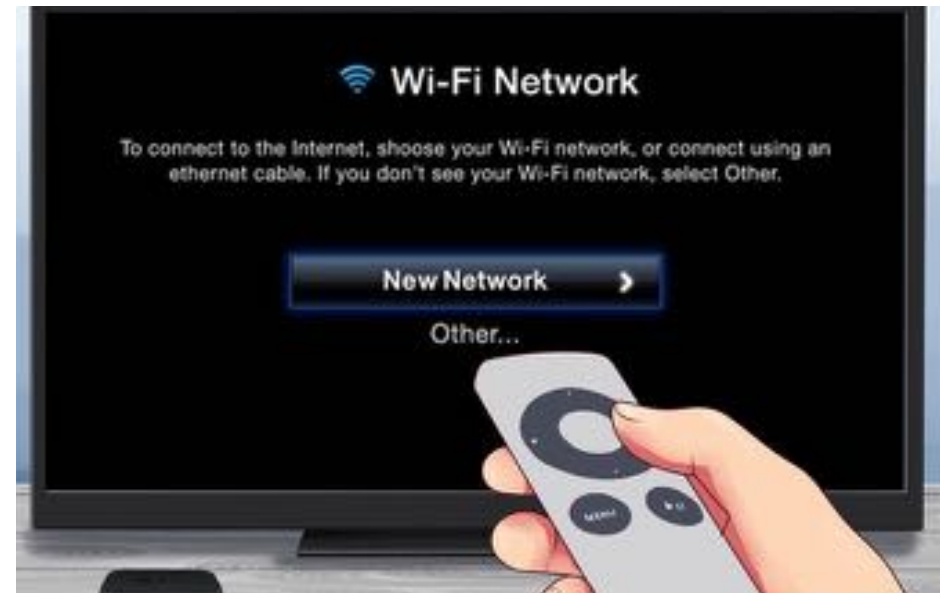 Wi-Fi Network
To connect to the Internet, shoose your Wi-Fi network, or connect using an
ethernet cable. If you don't see your Wi-Fi network, select Other.
New Network
Other...
MENU